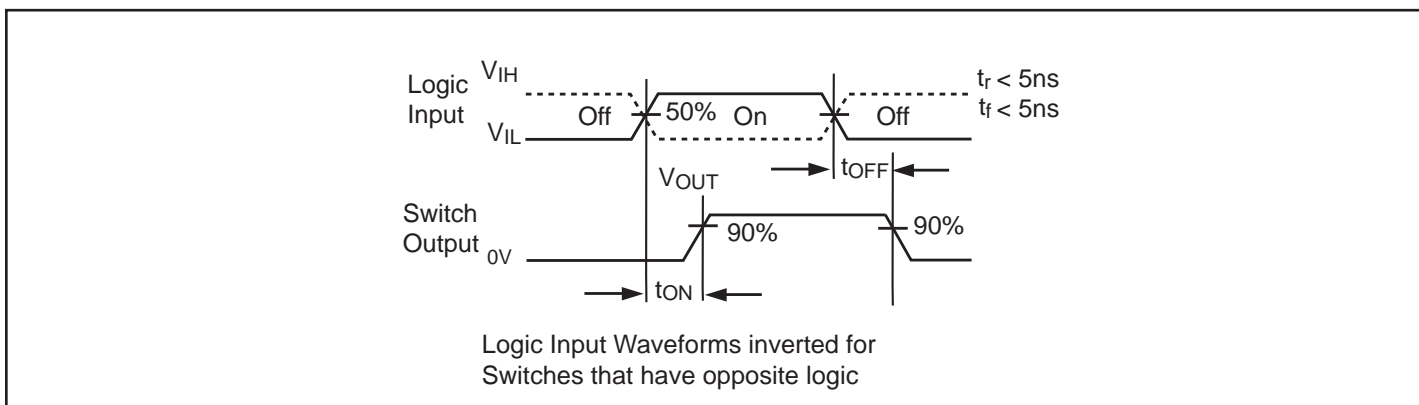 Logic
Input
VIH
VIL
Off
50%
On
Off
tr < 5ns
tf < 5ns
tOFF
VOUT
Switch
Output
0V
90%
90%
tON
Logic Input Waveforms inverted for
Switches that have opposite logic